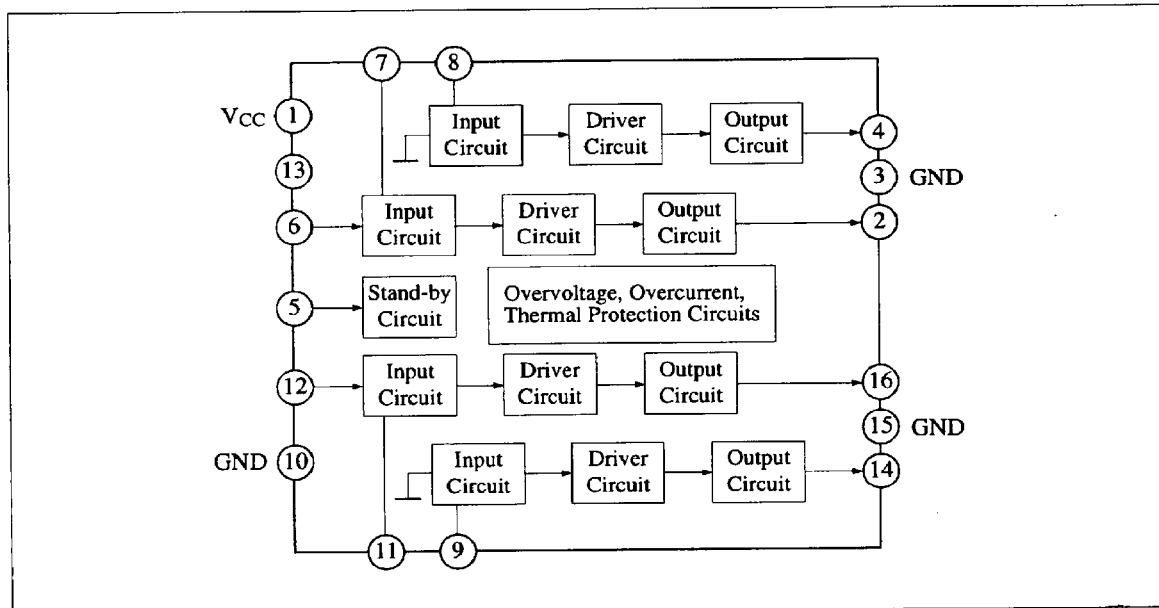 7
8
VCC
1
Input
Circuit
Driver
Circuit
Output
Circuit
4
13
3
GND
6
Input
Circuit
Driver
Circuit
Output
Circuit
2
5
Stand-by
Circuit
Overvoltage, Overcurrent,
Thermal Protection Circuits
12
Input
Circuit
Driver
Circuit
Output
Circuit
16
15
GND
GND
10
Input
Circuit
Driver
Circuit
Output
Circuit
14
11
9